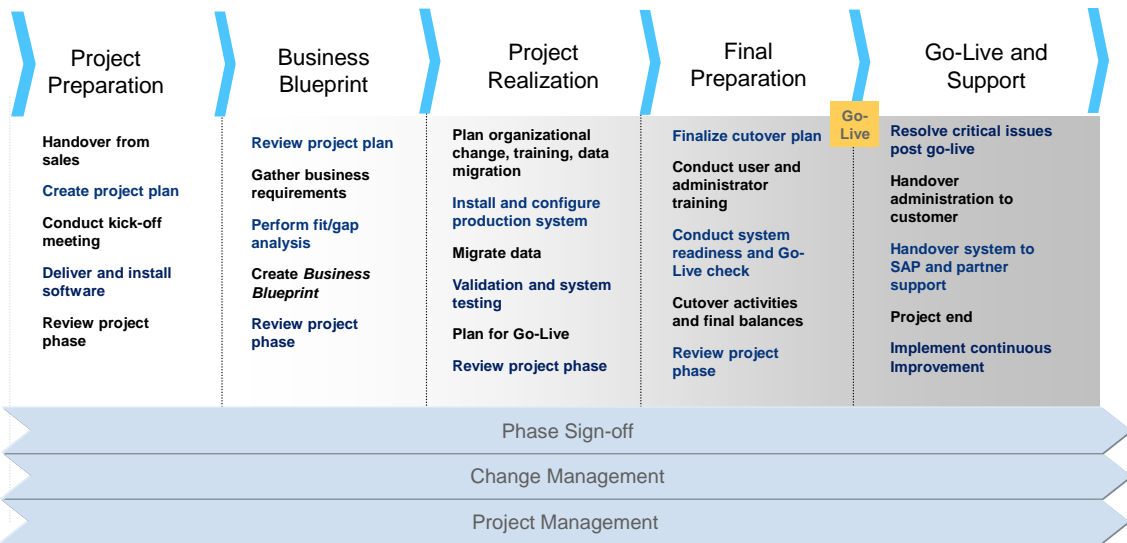 Project
Preparation
Business
Blueprint
Project
Realization
Final
Preparation
Go-Live and
Support
Go-
Live
Handover from
sales
Create project plan
Conduct kick-off
meeting
Deliver and install
software
Review project
phase
Review project plan
Gather business
requirements
Perform fit/gap
analysis
Create Business
Blueprint
Review project
phase
Plan organizational
change, training, data
migration
Install and configure
production system
Migrate data
Validation and system
testing
Plan for Go-Live
Review project phase
Finalize cutover plan
Conduct user and
administrator
training
Conduct system
readiness and Go-
Live check
Cutover activities
and final balances
Review project
phase
Resolve critical issues
post go-live
Handover
administration to
customer
Handover system to
SAP and partner
support
Project end
Implement continuous
Improvement
Phase Sign-off
Change Management
Project Management